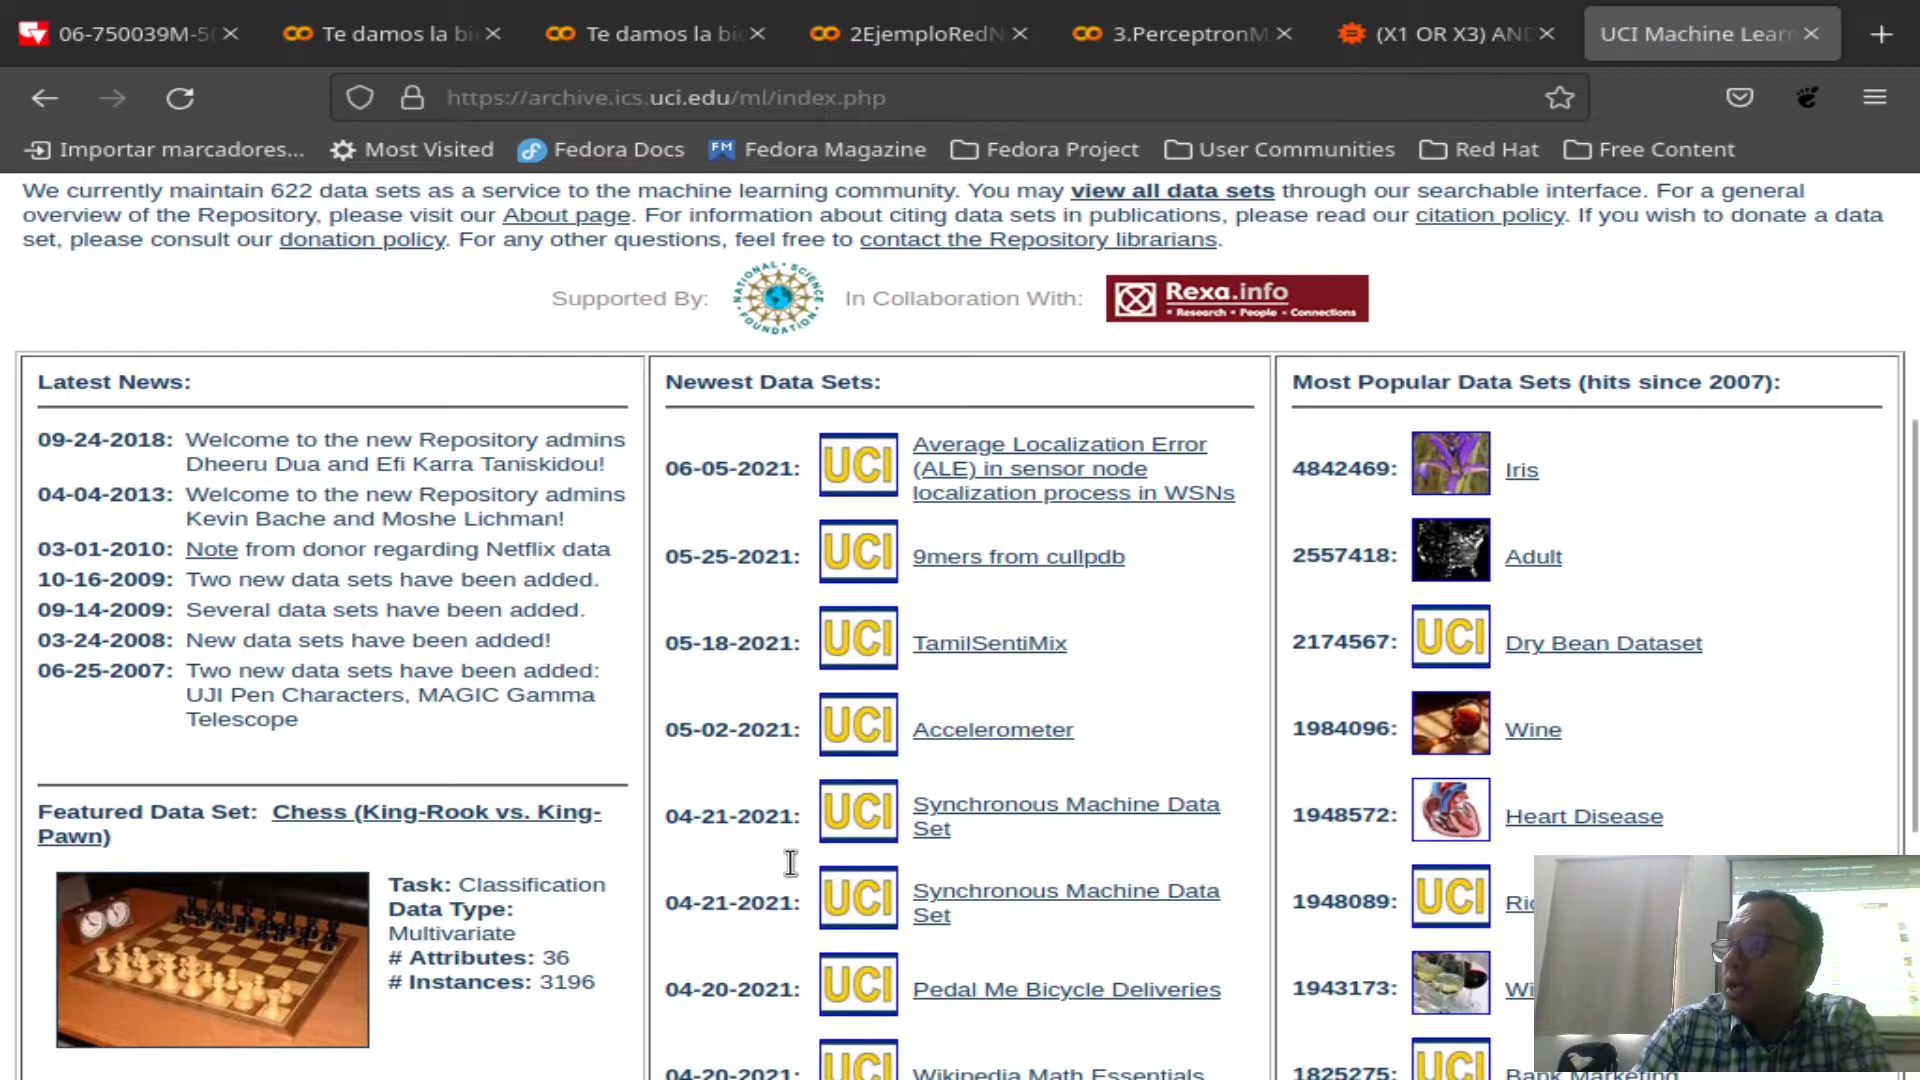 06-750039M-50
Te damos la bie
Te damos la bie
2EjemploRedN
3.PerceptronM
(X1 OR X3) AND
UCI Machine Lear
https://archive.ics.uci.edu/ml/index.php
Importar marcadores...
Most Visited
Fedora Docs
Fedora Magazine
Fedora Project
User Communities
Red Hat
Free Content
We currently maintain 622 data sets as a service to the machine learning community. You may view all data sets through our searchable interface. For a general
overview of the Repository, please visit our About page. For information about citing data sets in publications, please read our citation policy. If you wish to donate a data
set, please consult our donation policy. For any other questions, feel free to contact the Repository librarians.
Supported By:
NATIONAL SCIENCE FOUNDATION
In Collaboration With:
Rexa.info
Research • People • Connections
Latest News:
09-24-2018: Welcome to the new Repository admins
Dheeru Dua and Efi Karra Taniskidou!
04-04-2013: Welcome to the new Repository admins
Kevin Bache and Moshe Lichman!
03-01-2010: Note from donor regarding Netflix data
10-16-2009: Two new data sets have been added.
09-14-2009: Several data sets have been added.
03-24-2008: New data sets have been added!
06-25-2007: Two new data sets have been added:
UJI Pen Characters, MAGIC Gamma
Telescope
Featured Data Set: Chess (King-Rook vs. King-
Pawn)
Task: Classification
Data Type:
Multivariate
# Attributes: 36
# Instances: 3196
Newest Data Sets:
06-05-2021: UCI Average Localization Error
(ALE) in sensor node
localization process in WSNs
05-25-2021: UCI 9mers from cullpdb
05-18-2021: UCI TamilSentiMix
05-02-2021: UCI Accelerometer
04-21-2021: UCI Synchronous Machine Data
Set
04-21-2021: UCI Synchronous Machine Data
Set
04-20-2021: UCI Pedal Me Bicycle Deliveries
04-20-2021: UCI Wikipedia Math Essentials
Most Popular Data Sets (hits since 2007):
4842469: Iris
2557418: Adult
2174567: UCI Dry Bean Dataset
1984096: Wine
1948572: Heart Disease
1948089: UCI Ric
1943173: Wi
1825275: UCI Bank Marketing